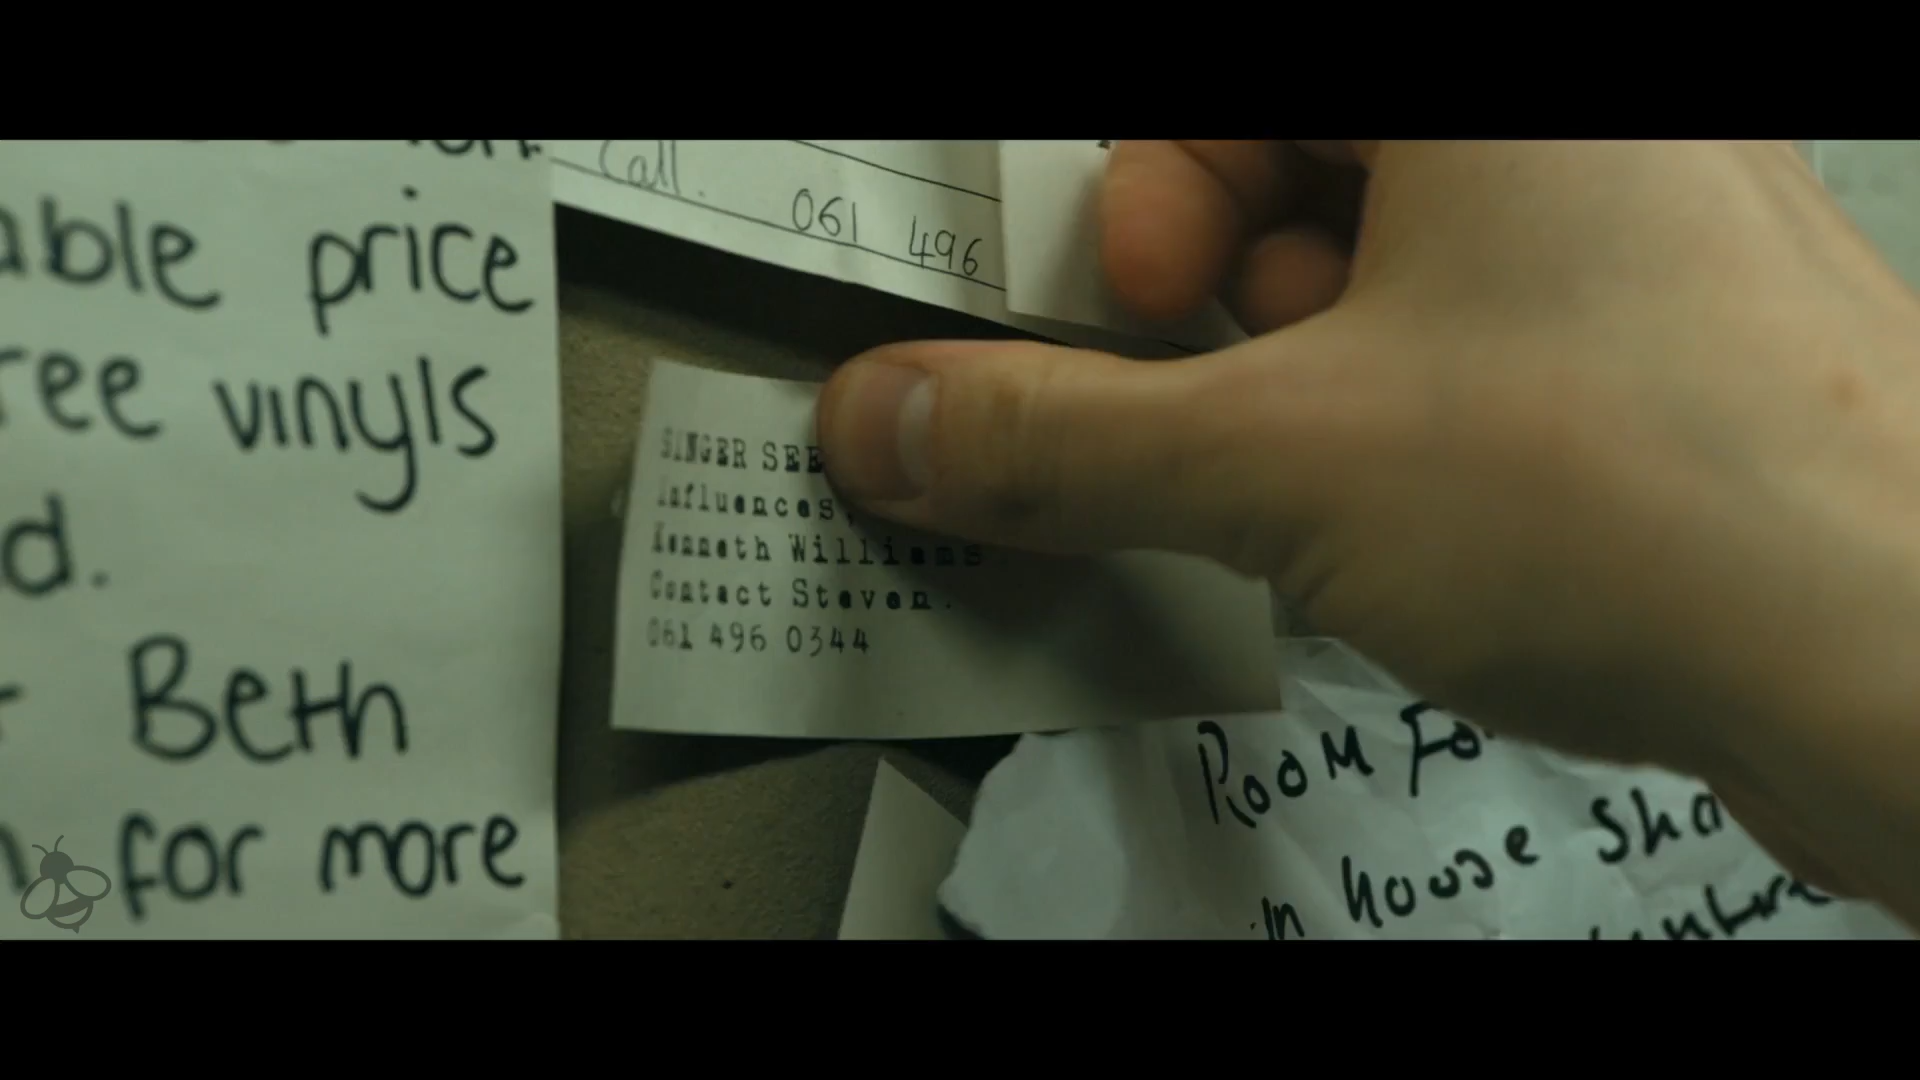 able price
ree vinyls
d.
Beth
for more
Call. 061 496
SINGER SEE
Influences,
Kenneth Williams
Contact Steven.
061 496 0344
Room Fo
in house sha